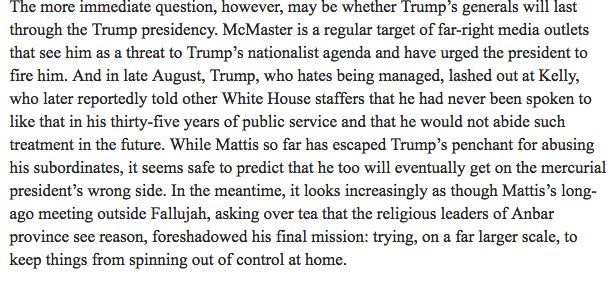 The more immediate question, however, may be whether Trump’s generals will last
through the Trump presidency. McMaster is a regular target of far-right media outlets
that see him as a threat to Trump’s nationalist agenda and have urged the president to
fire him. And in late August, Trump, who hates being managed, lashed out at Kelly,
who later reportedly told other White House staffers that he had never been spoken to
like that in his thirty-five years of public service and that he would not abide such
treatment in the future. While Mattis so far has escaped Trump’s penchant for abusing
his subordinates, it seems safe to predict that he too will eventually get on the mercurial
president’s wrong side. In the meantime, it looks increasingly as though Mattis’s long-
ago meeting outside Fallujah, asking over tea that the religious leaders of Anbar
province see reason, foreshadowed his final mission: trying, on a far larger scale, to
keep things from spinning out of control at home.